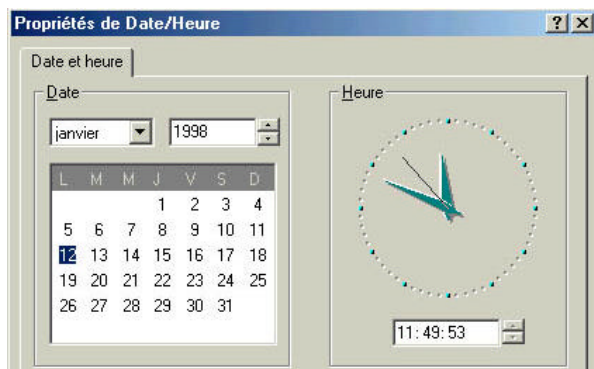 Propriétés de Date/Heure
Date et heure
Date
janvier 1998
L M M J V S D
1 2 3 4
5 6 7 8 9 10 11
12 13 14 15 16 17 18
19 20 21 22 23 24 25
26 27 28 29 30 31
Heure
11:49:53